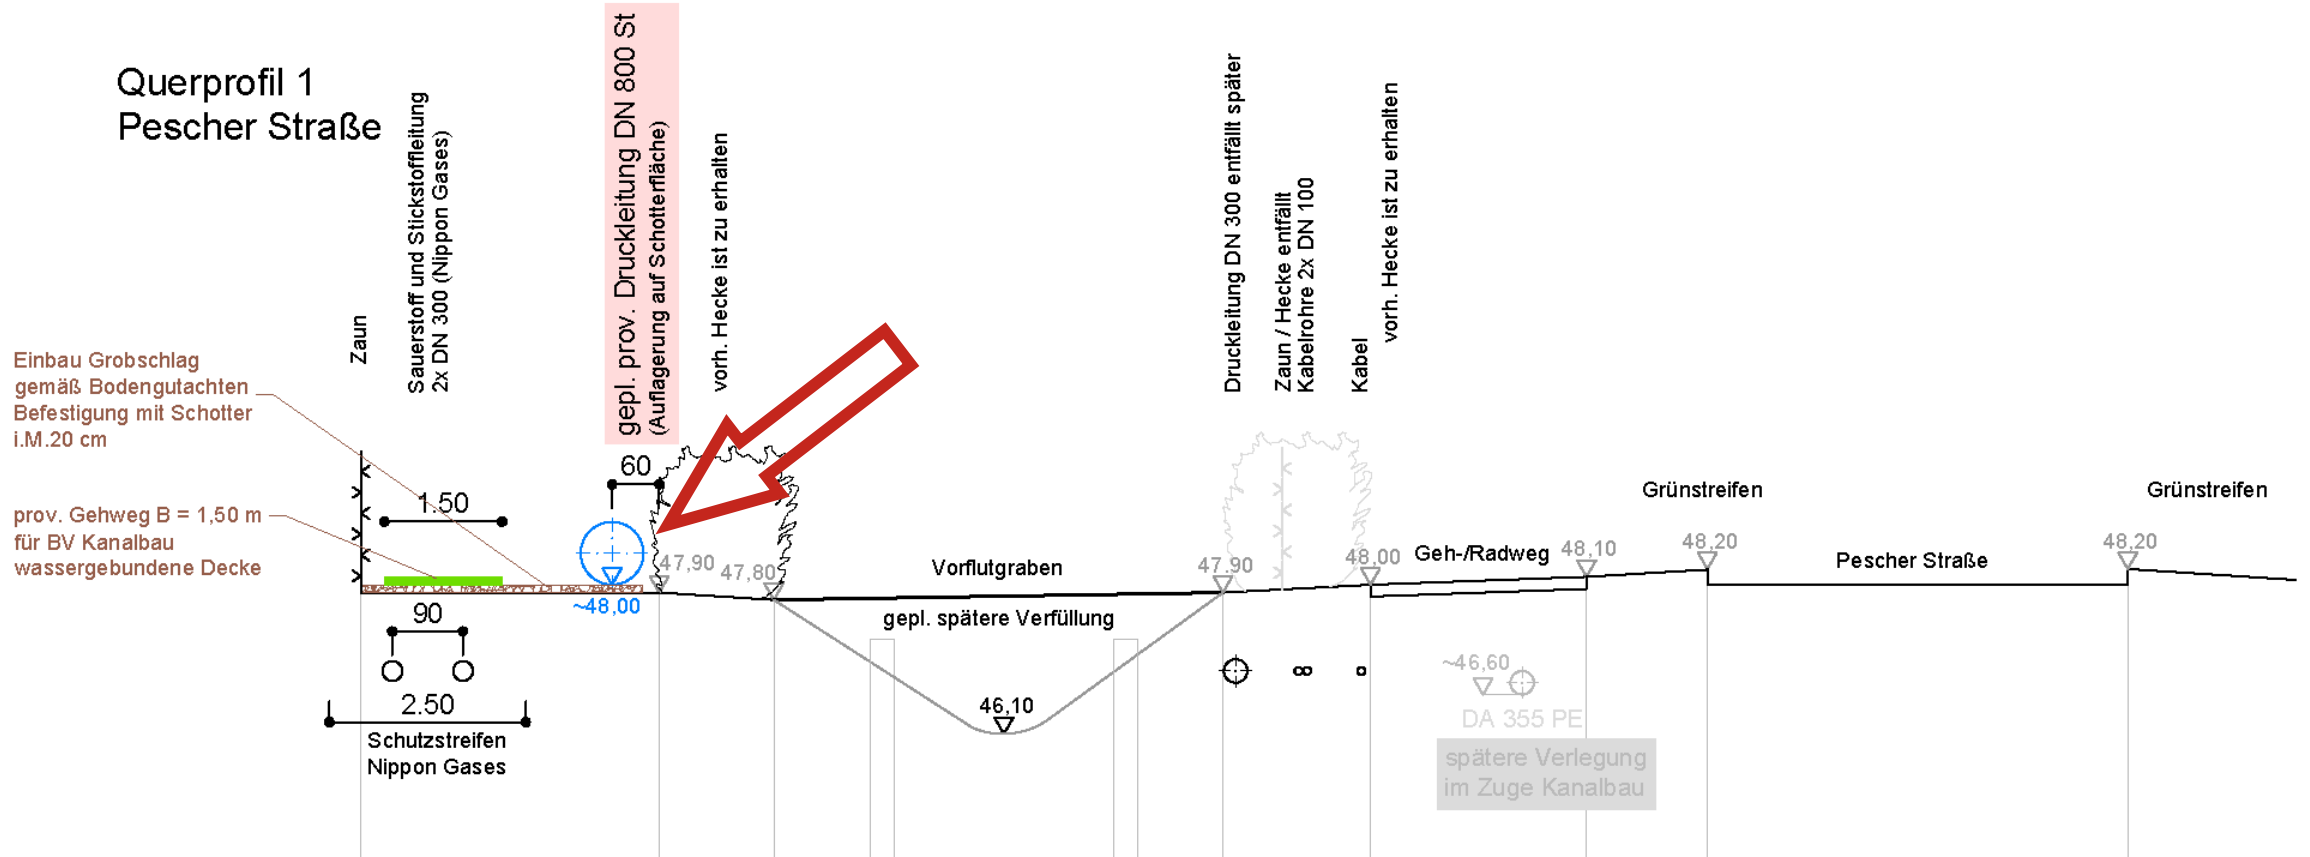 Querprofil 1
Pescher Straße
Zaun
Sauerstoff und Stickstoffleitung
2x DN 300 (Nippon Gases)
gepl. prov. Druckleitung DN 800 St
(Auflagerung auf Schotterfläche)
vorh. Hecke ist zu erhalten
Druckleitung DN 300 entfällt später
Zaun / Hecke entfällt
Kabelrohre 2x DN 100
Kabel
vorh. Hecke ist zu erhalten
Einbau Grobschlag
gemäß Bodengutachten
Befestigung mit Schotter
i.M.20 cm
prov. Gehweg B = 1,50 m
für BV Kanalbau
wassergebundene Decke
1.50
60
90
2.50
Schutzstreifen
Nippon Gases
~48,00
47,90
47,80
Vorflutgraben
gepl. spätere Verfüllung
46,10
47,90
48,00
Geh-/Radweg
48,10
48,20
Grünstreifen
Pescher Straße
48,20
Grünstreifen
~46,60
DA 355 PE
spätere Verlegung
im Zuge Kanalbau